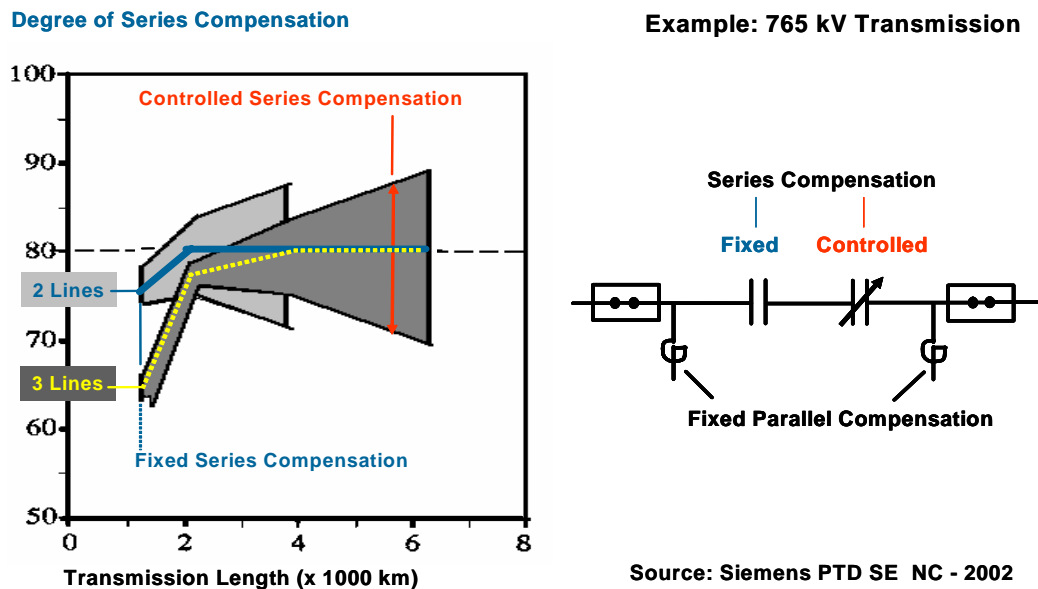 Degree of Series Compensation
Example: 765 kV Transmission
100
90
80
70
60
50
0
2
4
6
8
Controlled Series Compensation
2 Lines
3 Lines
Fixed Series Compensation
Transmission Length (x 1000 km)
Series Compensation
Fixed
Controlled
Fixed Parallel Compensation
Source: Siemens PTD SE NC - 2002